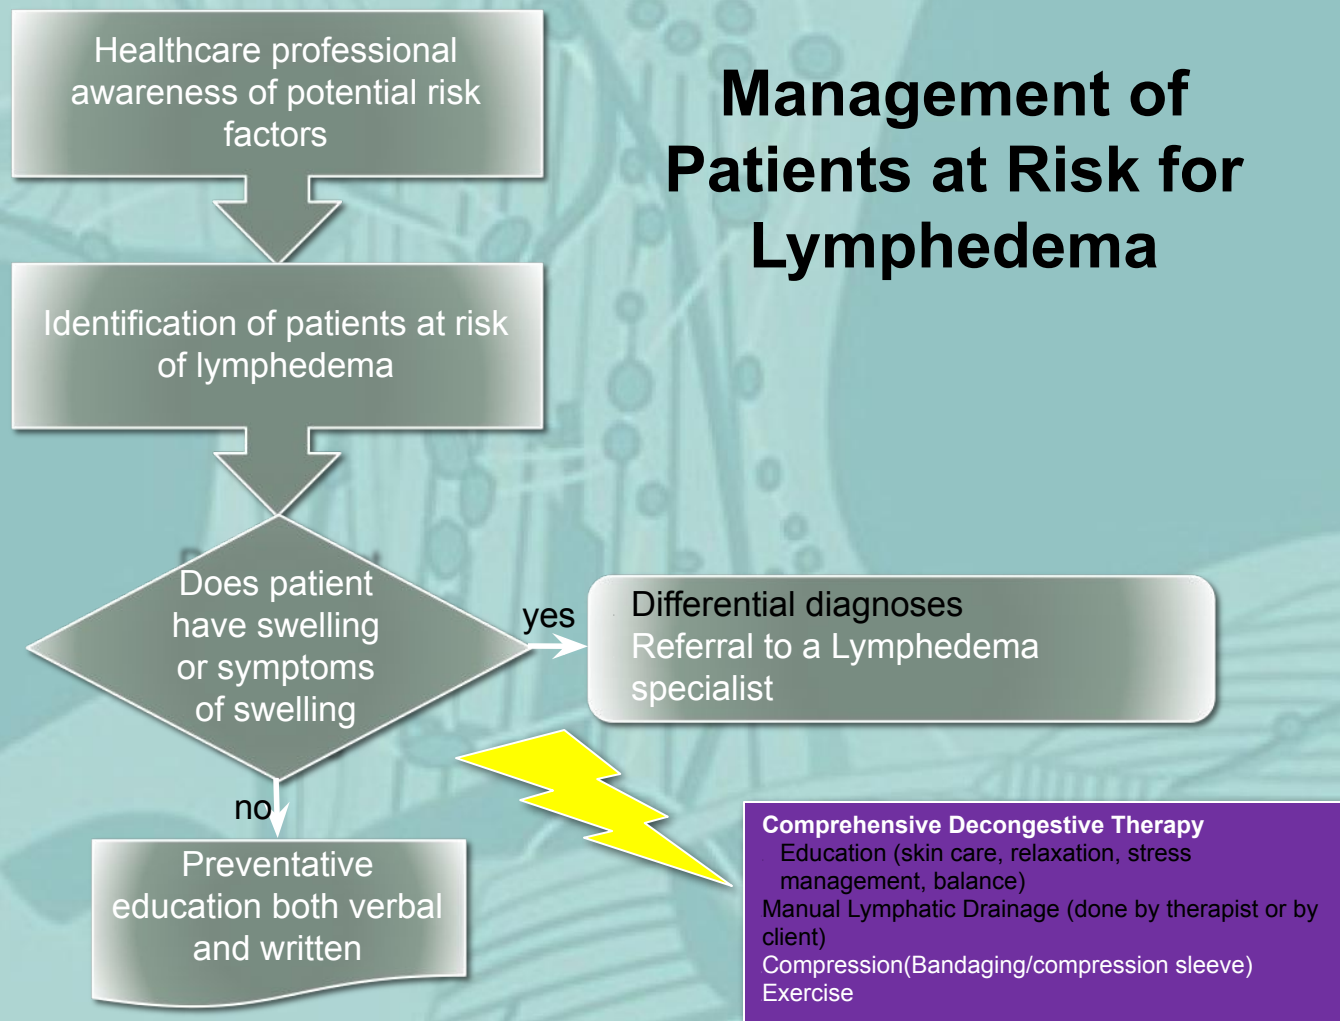 Healthcare professional
awareness of potential risk
factors
Management of
Patients at Risk for
Lymphedema
Identification of patients at risk
of lymphedema
Does patient
have swelling
or symptoms
of swelling
yes
Differential diagnoses
Referral to a Lymphedema
specialist
no
Preventative
education both verbal
and written
Comprehensive Decongestive Therapy
Education (skin care, relaxation, stress
management, balance)
Manual Lymphatic Drainage (done by therapist or by
client)
Compression(Bandaging/compression sleeve)
Exercise